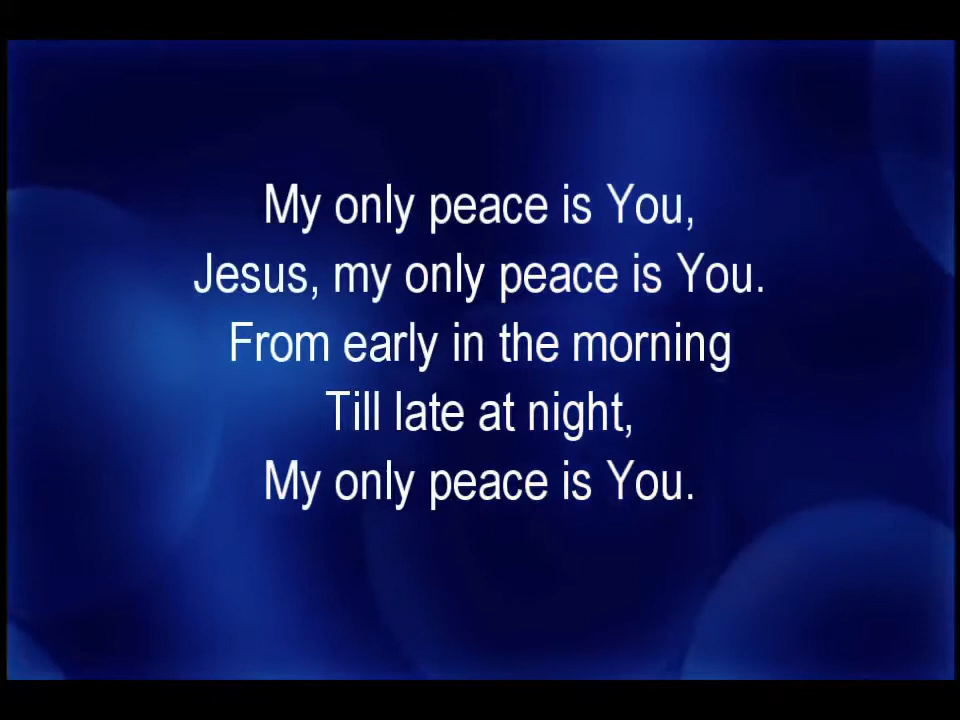 My only peace is You,
Jesus, my only peace is You.
From early in the morning
Till late at night,
My only peace is You.